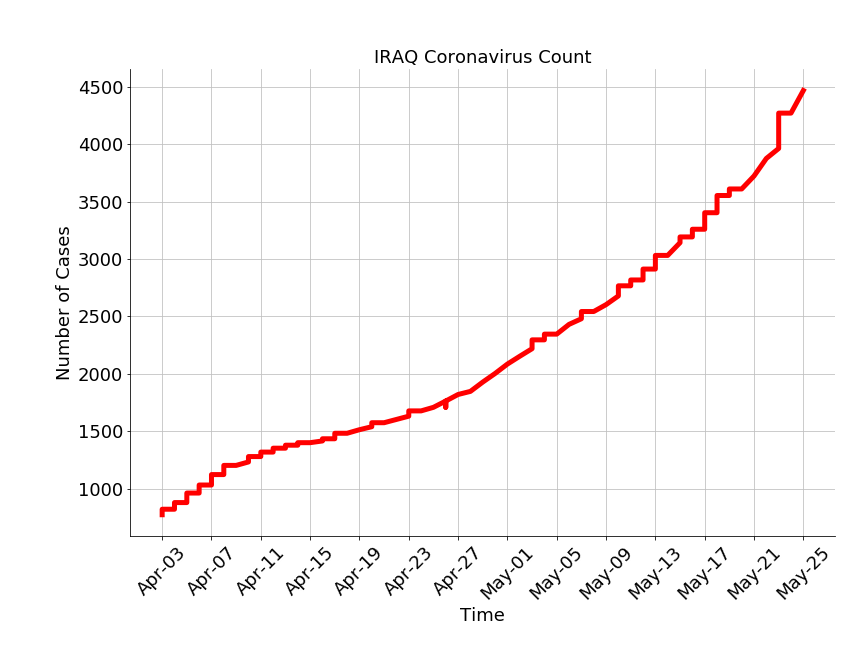 IRAQ Coronavirus Count
4500
4000
3500
3000
2500
2000
1500
1000
Number of Cases
Apr-03
Apr-07
Apr-11
Apr-15
Apr-19
Apr-23
Apr-27
May-01
May-05
May-09
May-13
May-17
May-21
May-25
Time